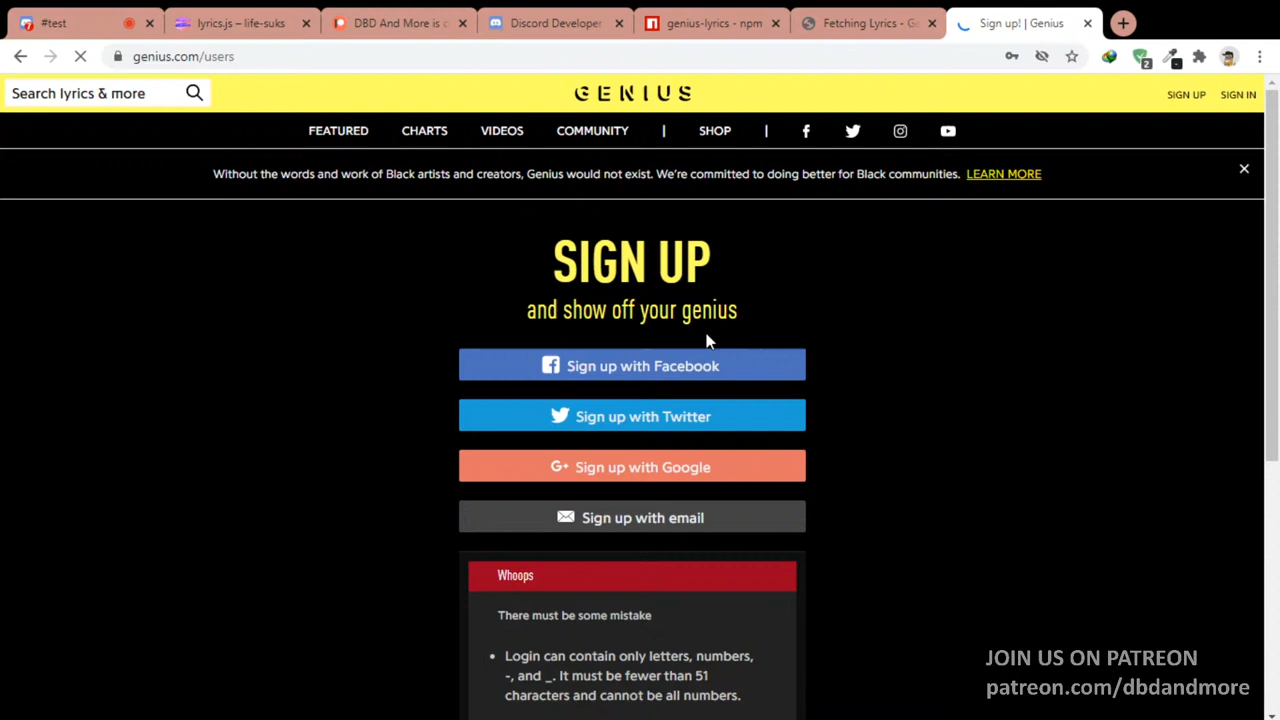 #test
lyrics.js – life-suks
DBD And More is c
Discord Developer
genius-lyrics - npm
Fetching Lyrics - Ge
Sign up! | Genius
genius.com/users
2
Search lyrics & more
GENIUS
SIGN UP
SIGN IN
FEATURED
CHARTS
VIDEOS
COMMUNITY
|
SHOP
|
Without the words and work of Black artists and creators, Genius would not exist. We're committed to doing better for Black communities. LEARN MORE
SIGN UP
and show off your genius
Sign up with Facebook
Sign up with Twitter
G+ Sign up with Google
Sign up with email
Whoops
There must be some mistake
• Login can contain only letters, numbers,
-, and _. It must be fewer than 51
characters and cannot be all numbers.
JOIN US ON PATREON
patreon.com/dbdandmore